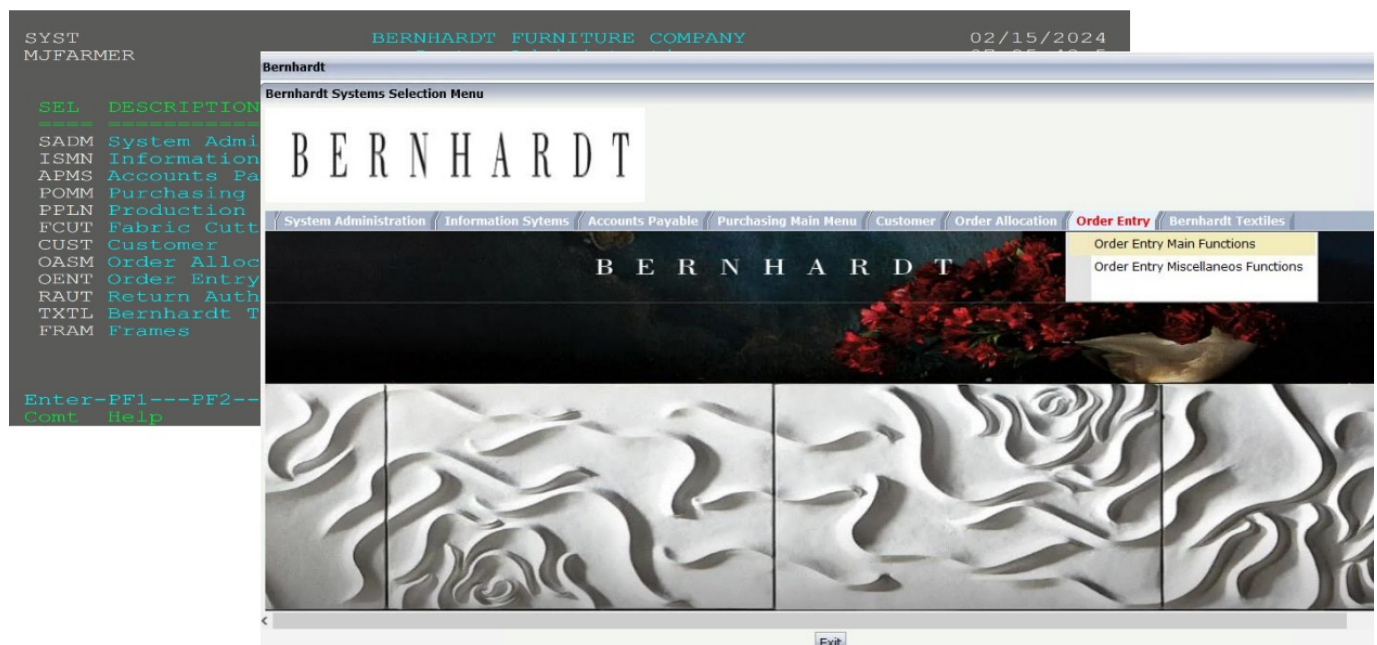 SYST BERNHARDT FURNITURE COMPANY 02/15/2024
MJFARMER
SEL DESCRIPTION
==== ===========
SADM System Admi
ISMN Information
APMS Accounts Pa
POMM Purchasing
PPLN Production
FCUT Fabric Cutt
CUST Customer
OASM Order Alloc
OENT Order Entry
RAUT Return Auth
TXTL Bernhardt T
FRAM Frames
Enter-PF1---PF2--
Comt Help
Bernhardt
Bernhardt Systems Selection Menu
BERNHARDT
System Administration Information Sytems Accounts Payable Purchasing Main Menu Customer Order Allocation Order Entry Bernhardt Textiles
Order Entry Main Functions
Order Entry Miscellaneos Functions
BERNHARDT
Exit